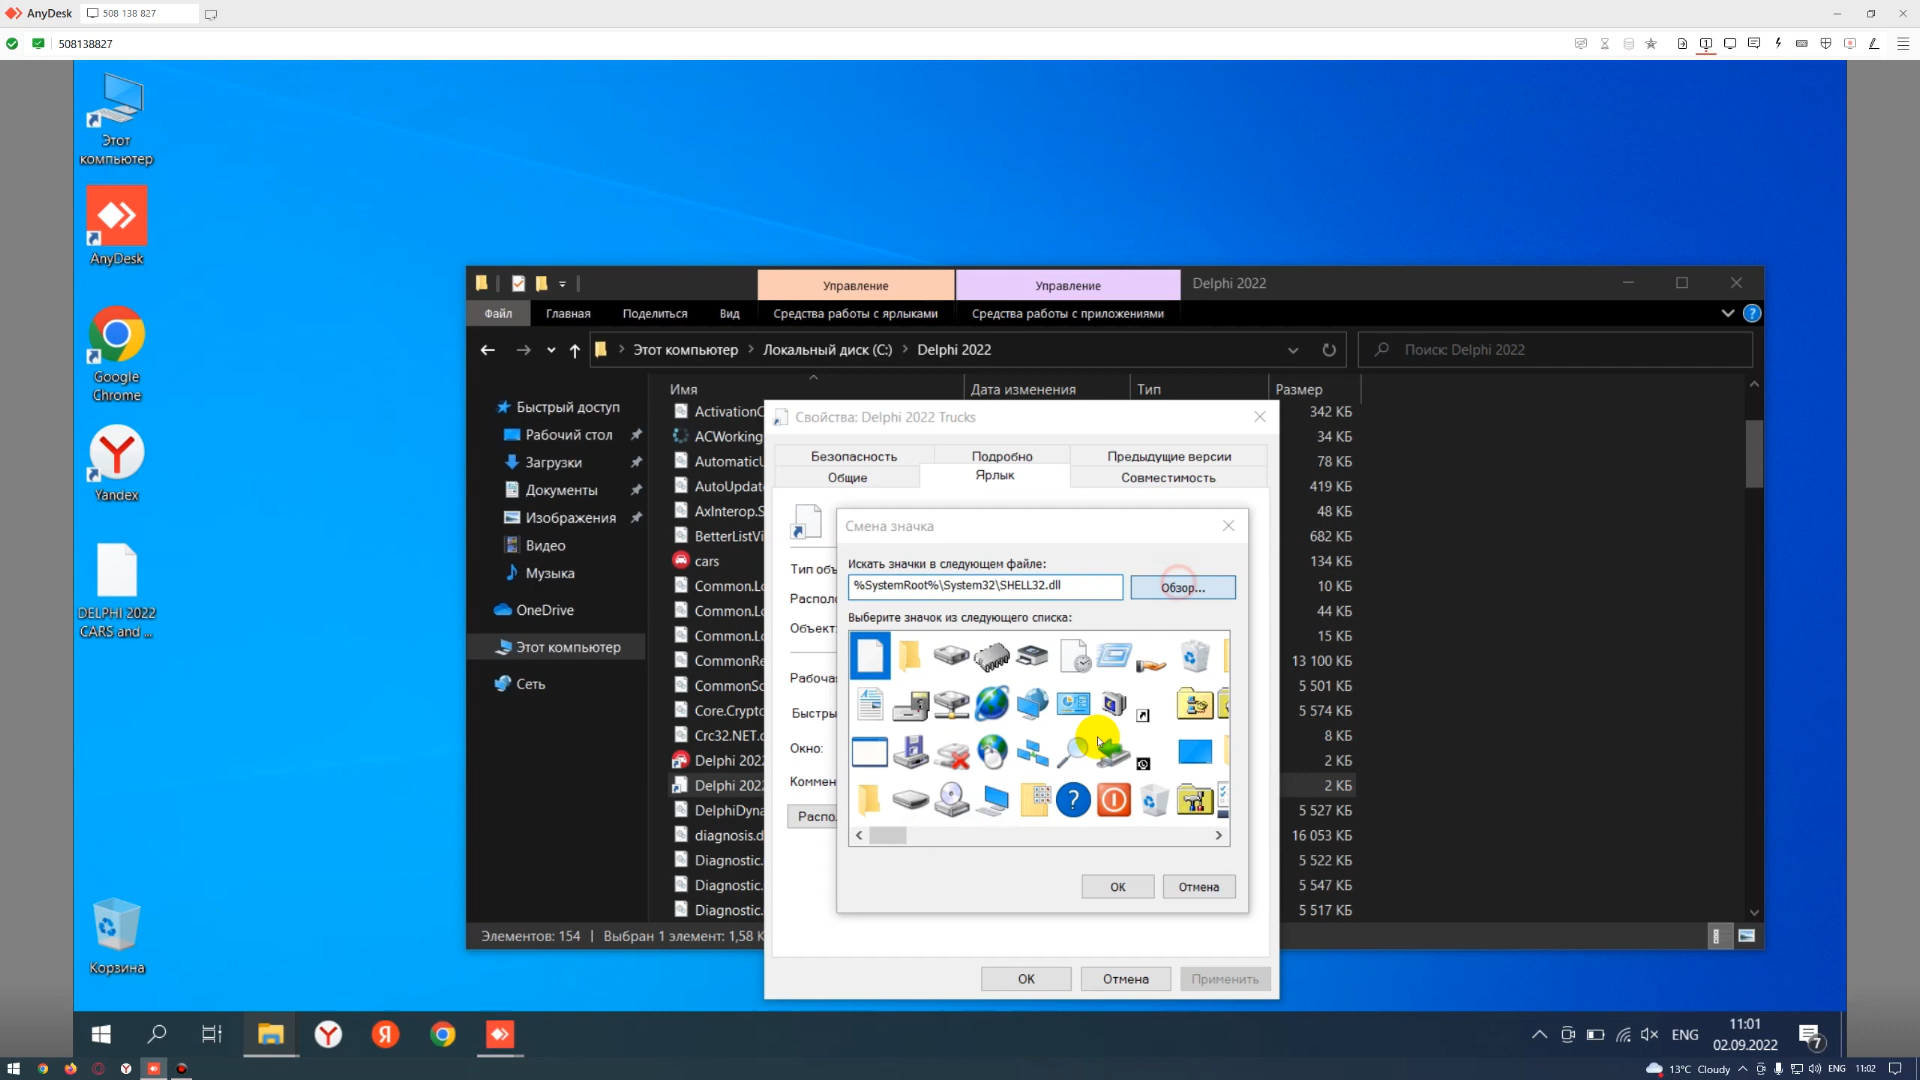 AnyDesk
508 138 827
508138827
Этот
компьютер
AnyDesk
Google
Chrome
Yandex
DELPHI 2022
CARS and ...
Корзина
Управление
Управление
Delphi 2022
Файл
Главная
Поделиться
Вид
Средства работы с ярлыками
Средства работы с приложениями
?
Этот компьютер
Локальный диск (C:)
Delphi 2022
Поиск: Delphi 2022
Быстрый доступ
Рабочий стол
Загрузки
Документы
Изображения
Видео
Музыка
OneDrive
Этот компьютер
Сеть
Имя
Дата изменения
Тип
Размер
ActivationC
342 КБ
ACWorking
34 КБ
AutomaticU
78 КБ
AutoUpdat
419 КБ
AxInterop.S
48 КБ
BetterListVi
682 КБ
cars
134 КБ
Common.Lo
10 КБ
Common.Lo
44 КБ
Common.Lo
15 КБ
CommonRe
13 100 КБ
CommonSc
5 501 КБ
Core.Crypto
5 574 КБ
Crc32.NET.c
8 КБ
Delphi 202
2 КБ
Delphi 202
2 КБ
DelphiDyna
5 527 КБ
diagnosis.d
16 053 КБ
Diagnostic.
5 522 КБ
Diagnostic.
5 547 КБ
Diagnostic.
5 517 КБ
Элементов: 154
Выбран 1 элемент: 1,58 К
Свойства: Delphi 2022 Trucks
Безопасность
Подробно
Предыдущие версии
Общие
Ярлык
Совместимость
Тип объ
Располо
Объект:
Рабочая
Быстры
Окно:
Коммен
Распол
Смена значка
Искать значки в следующем файле:
%SystemRoot%\System32\SHELL32.dll
Обзор...
Выберите значок из следующего списка:
?
ОК
Отмена
ОК
Отмена
Применить
ENG
11:01
02.09.2022
7
13°C Cloudy
ENG
11:02